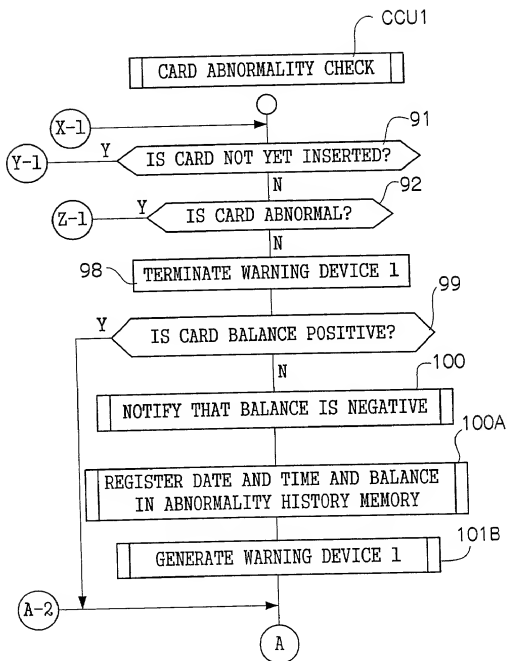 CCU1
CARD ABNORMALITY CHECK
X-1
91
Y-1
Y
IS CARD NOT YET INSERTED?
N
92
Z-1
Y
IS CARD ABNORMAL?
N
98
TERMINATE WARNING DEVICE 1
99
Y
IS CARD BALANCE POSITIVE?
N
100
NOTIFY THAT BALANCE IS NEGATIVE
100A
REGISTER DATE AND TIME AND BALANCE
IN ABNORMALITY HISTORY MEMORY
GENERATE WARNING DEVICE 1
101B
A-2
A